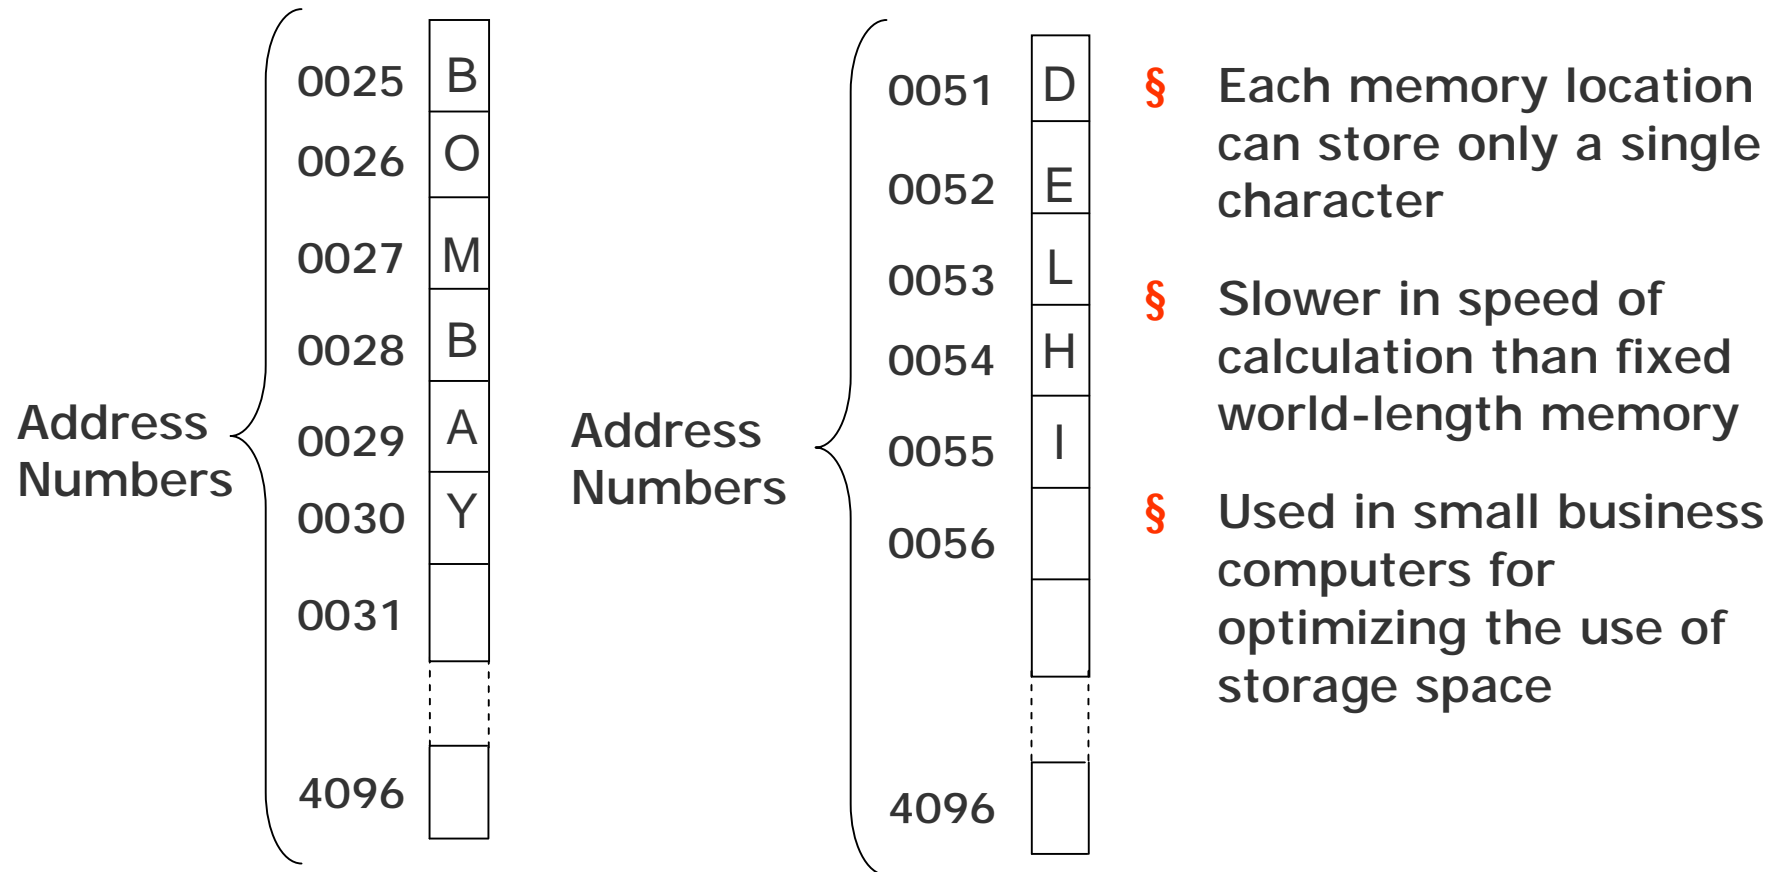 Address
Numbers
0025 B
0026 O
0027 M
0028 B
0029 A
0030 Y
0031
4096
Address
Numbers
0051 D
0052 E
0053 L
0054 H
0055 I
0056
4096
§ Each memory location
can store only a single
character
§ Slower in speed of
calculation than fixed
world-length memory
§ Used in small business
computers for
optimizing the use of
storage space